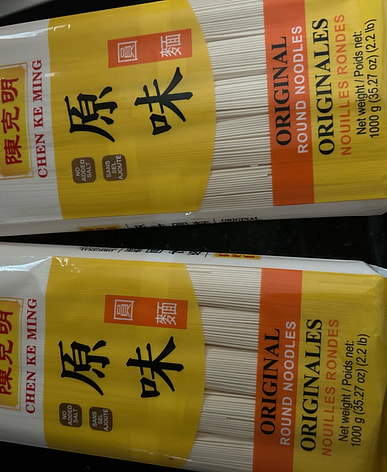 陳克明
CHEN KE MING
原味
圓麵
NO ADDED SALT
SANS SEL AJOUTÉ
ORIGINAL
ROUND NOODLES
ORIGINALES
NOUILLES RONDES
Net weight / Poids net:
1000 g (35.27 oz) (2.2 lb)
ORIGINAL
陳克明
CHEN KE MING
原味
圓麵
NO ADDED SALT
SANS SEL AJOUTÉ
ORIGINAL
ROUND NOODLES
ORIGINALES
NOUILLES RONDES
Net weight / Poids net:
1000 g (35.27 oz) (2.2 lb)